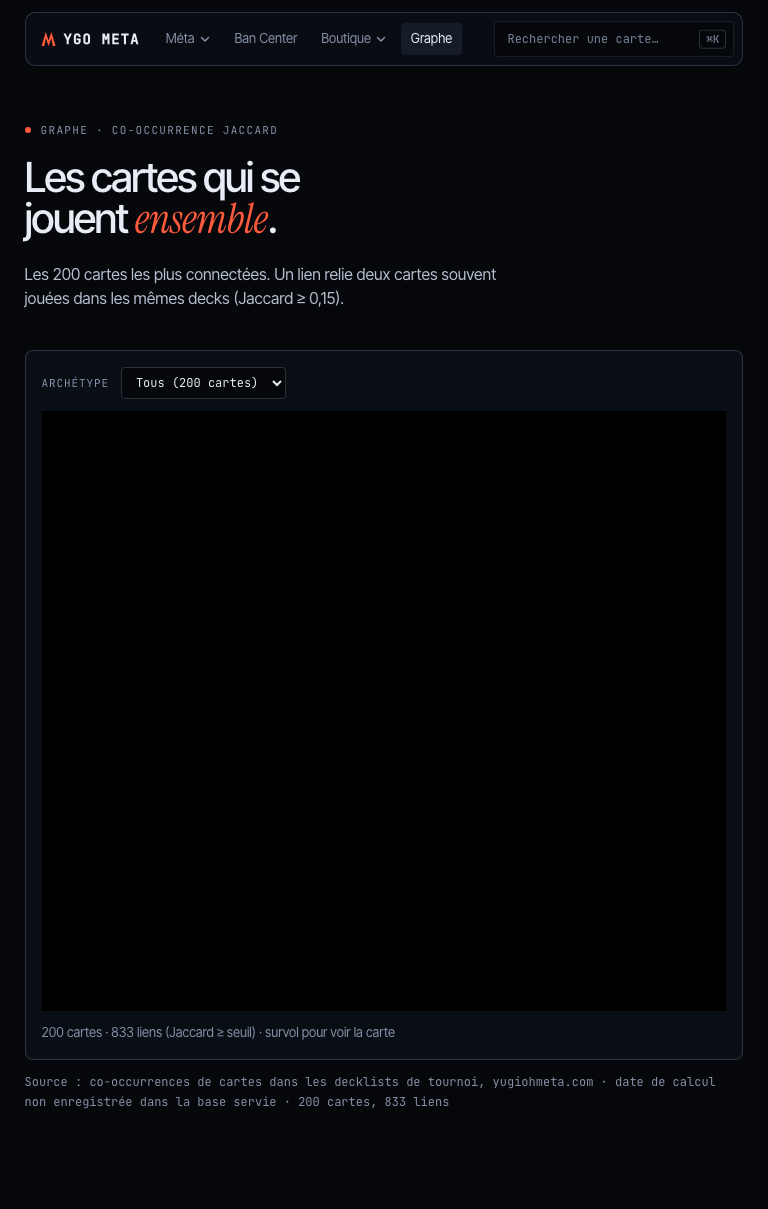 YGO META Méta Ban Center Boutique Graphe Rechercher une carte… ⌘K
GRAPHE · CO-OCCURRENCE JACCARD
Les cartes qui se
jouent ensemble.
Les 200 cartes les plus connectées. Un lien relie deux cartes souvent
jouées dans les mêmes decks (Jaccard ≥ 0,15).
ARCHÉTYPE Tous (200 cartes)
200 cartes · 833 liens (Jaccard ≥ seuil) · survol pour voir la carte
Source : co-occurrences de cartes dans les decklists de tournoi, yugiohmeta.com · date de calcul
non enregistrée dans la base servie · 200 cartes, 833 liens